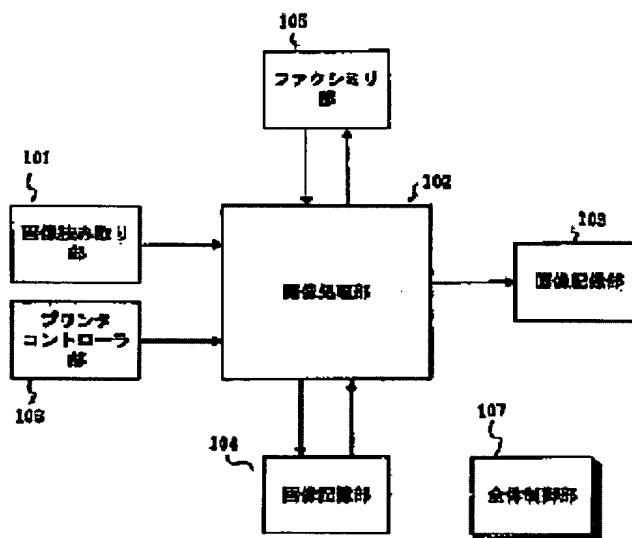 105
ファクシミリ
部
101
102
画像読み取り
部
103
画像処理部
画像記録部
プリンタ
コントローラ
部
106
104
107
画像記憶部
全体制御部